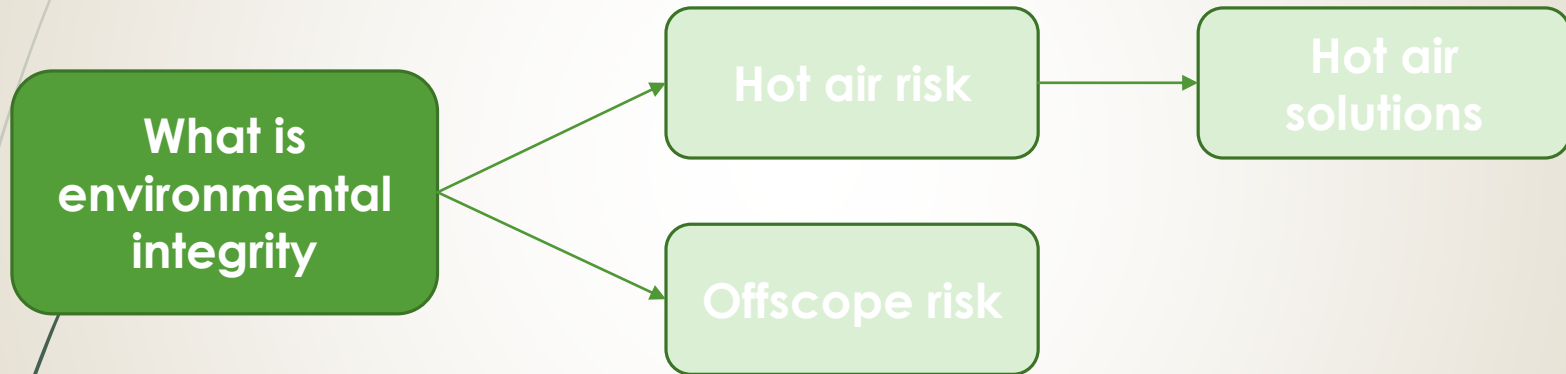 What is
environmental
integrity
Hot air risk
Hot air
solutions
Offscope risk